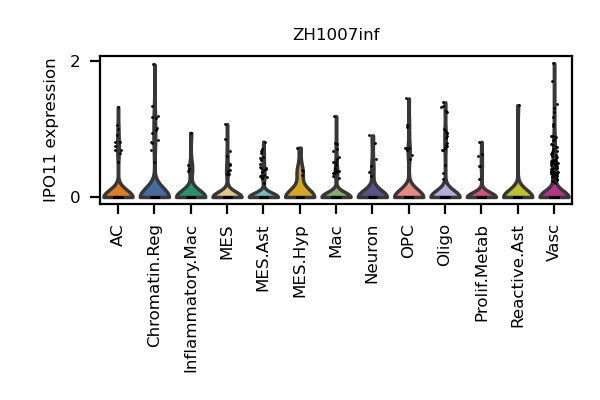 ZH1007inf
IPO11 expression
2
0
AC
Chromatin.Reg
Inflammatory.Mac
MES
MES.Ast
MES.Hyp
Mac
Neuron
OPC
Oligo
Prolif.Metab
Reactive.Ast
Vasc